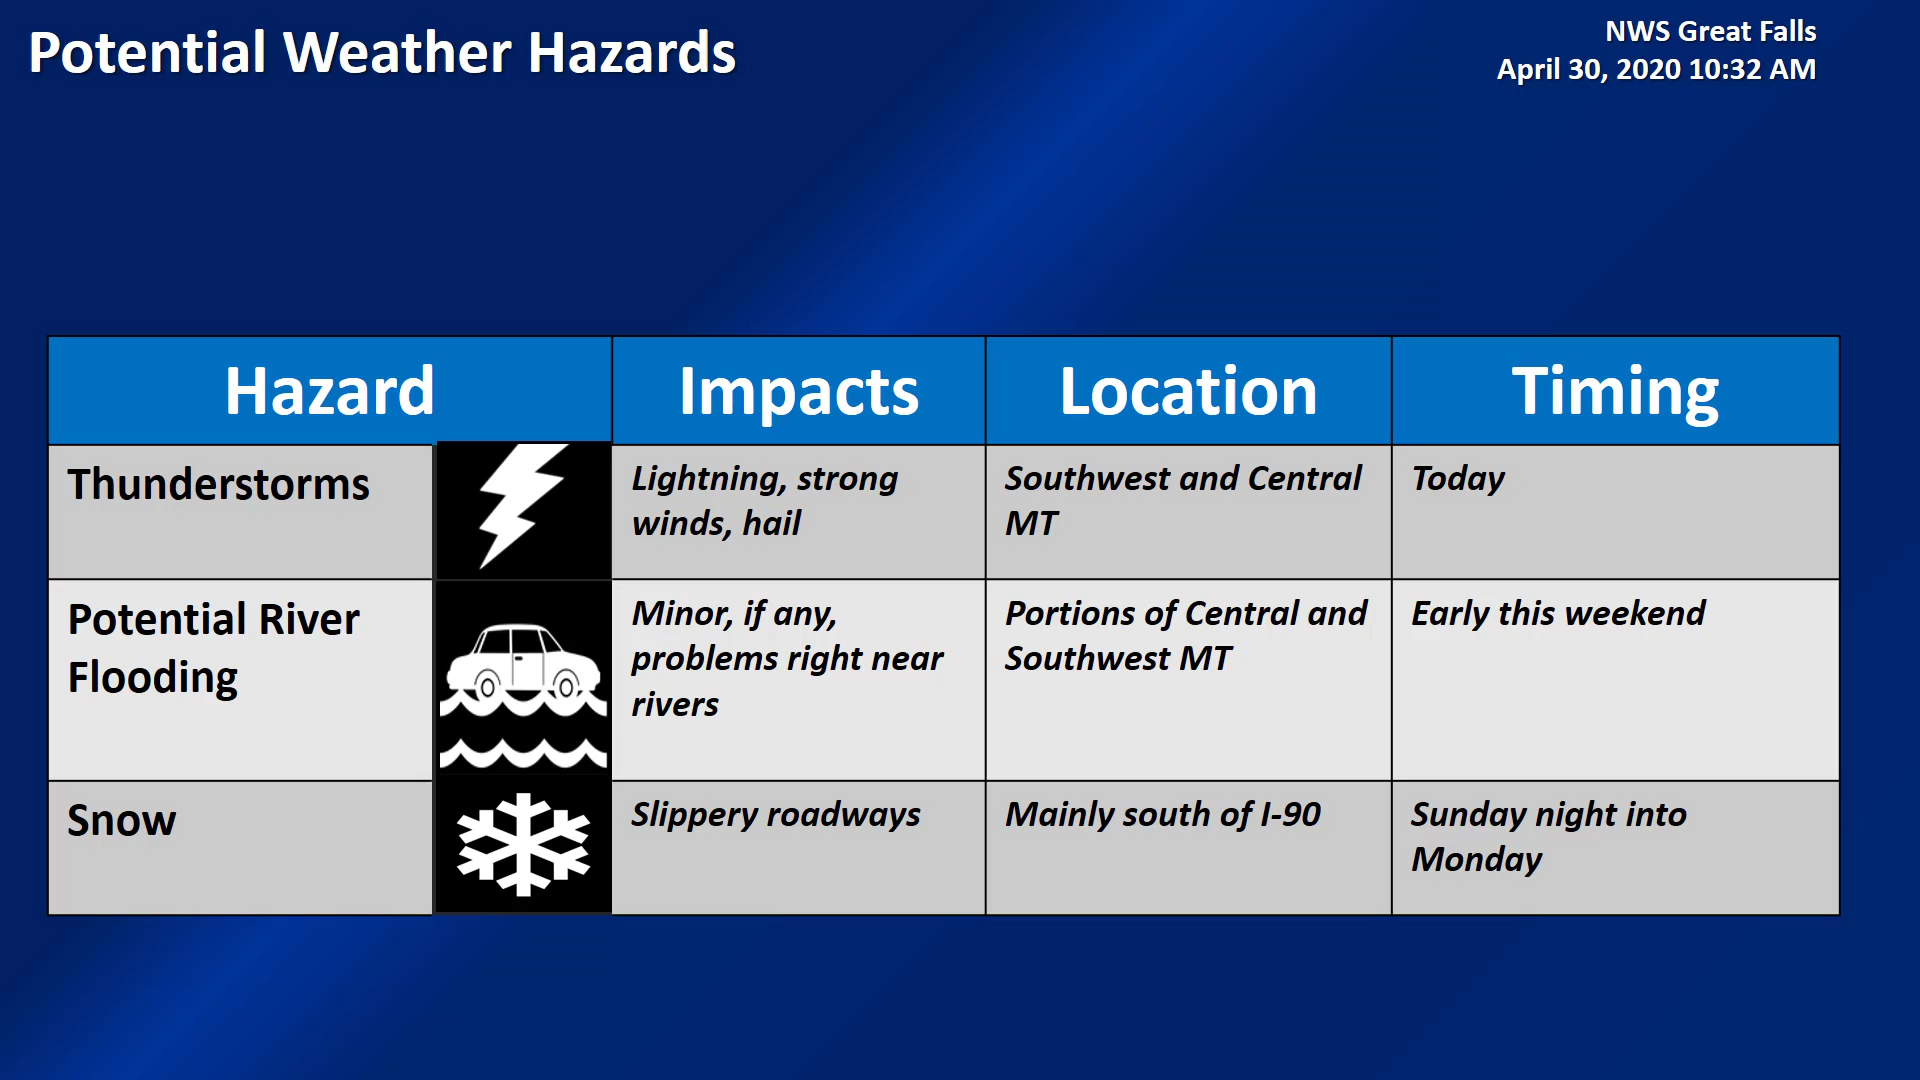 Potential Weather Hazards
NWS Great Falls
April 30, 2020 10:32 AM
Hazard
Impacts
Location
Timing
Thunderstorms
Lightning, strong
winds, hail
Southwest and Central
MT
Today
Potential River
Flooding
Minor, if any,
problems right near
rivers
Portions of Central and
Southwest MT
Early this weekend
Snow
Slippery roadways
Mainly south of I-90
Sunday night into
Monday